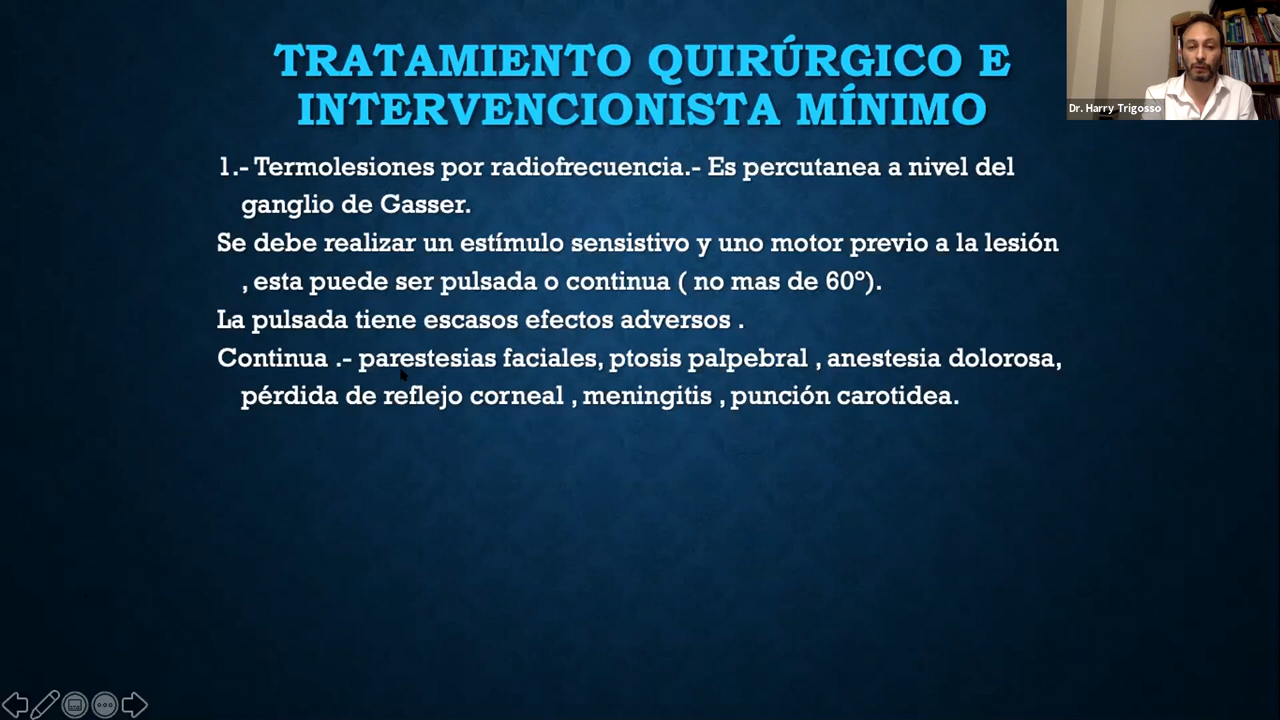 TRATAMIENTO QUIRÚRGICO E
INTERVENCIONISTA MÍNIMO
Dr. Harry Trigosso
1.- Termolesiones por radiofrecuencia.- Es percutanea a nivel del
ganglio de Gasser.
Se debe realizar un estímulo sensistivo y uno motor previo a la lesión
, esta puede ser pulsada o continua ( no mas de 60º).
La pulsada tiene escasos efectos adversos .
Continua .- parestesias faciales, ptosis palpebral , anestesia dolorosa,
pérdida de reflejo corneal , meningitis , punción carotidea.